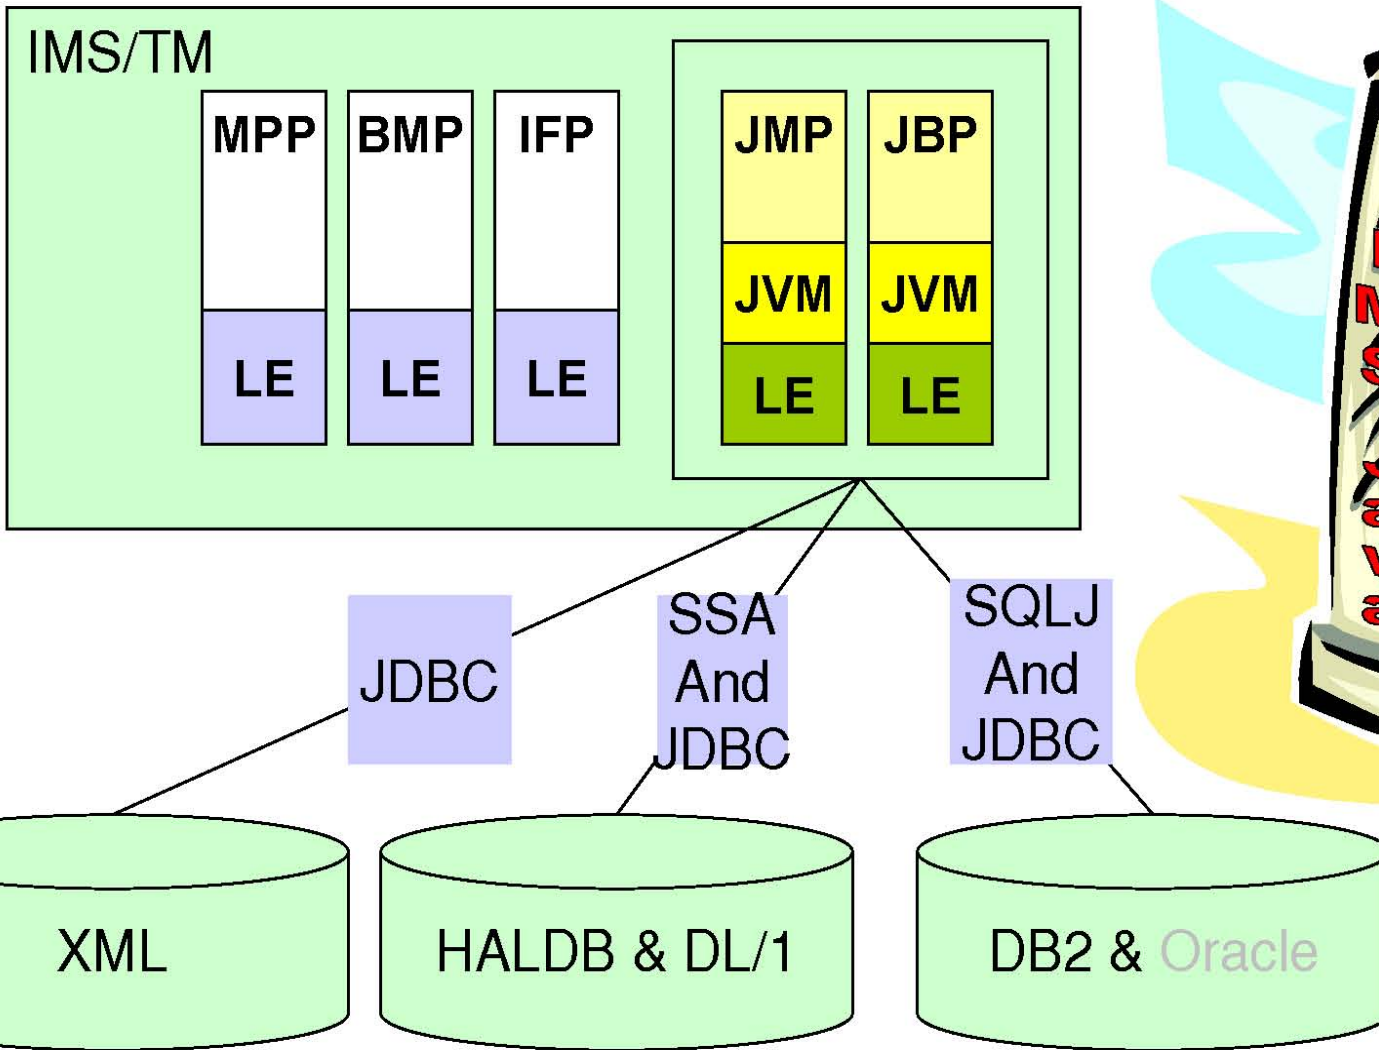 IMS/TM
MPP BMP IFP JMP JBP
JVM JVM
LE LE LE LE LE
JDBC
SSA
And
JDBC
SQLJ
And
JDBC
XML
HALDB & DL/1
DB2 & Oracle
M
S
a
v
a